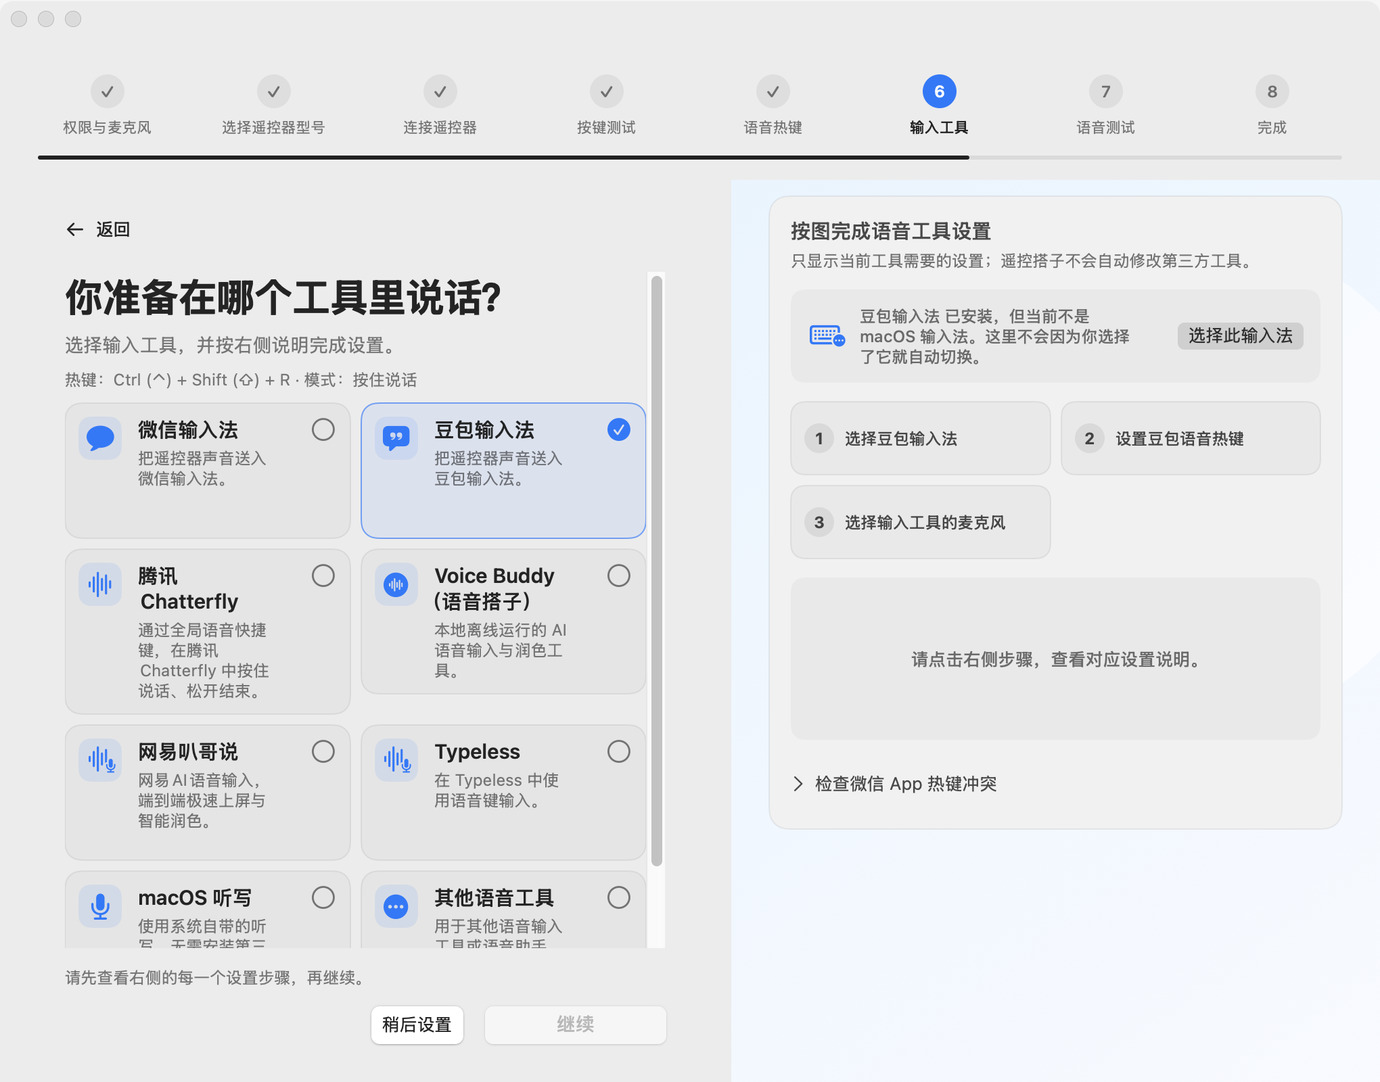 权限与麦克风
选择遥控器型号
连接遥控器
按键测试
语音热键
6
输入工具
7
语音测试
8
完成
返回
你准备在哪个工具里说话?
选择输入工具，并按右侧说明完成设置。
热键：Ctrl (^) + Shift (⇧) + R · 模式：按住说话
微信输入法
把遥控器声音送入
微信输入法。
豆包输入法
把遥控器声音送入
豆包输入法。
腾讯
Chatterfly
通过全局语音快捷
键，在腾讯
Chatterfly 中按住
说话、松开结束。
Voice Buddy
（语音搭子）
本地离线运行的 AI
语音输入与润色工
具。
网易叭哥说
网易 AI 语音输入，
端到端极速上屏与
智能润色。
Typeless
在 Typeless 中使
用语音键输入。
macOS 听写
使用系统自带的听
写，无需安装第三
其他语音工具
用于其他语音输入
工具或语音助手
请先查看右侧的每一个设置步骤，再继续。
稍后设置
继续
按图完成语音工具设置
只显示当前工具需要的设置；遥控搭子不会自动修改第三方工具。
豆包输入法 已安装，但当前不是
macOS 输入法。这里不会因为你选择
了它就自动切换。
选择此输入法
1 选择豆包输入法
2 设置豆包语音热键
3 选择输入工具的麦克风
请点击右侧步骤，查看对应设置说明。
检查微信 App 热键冲突